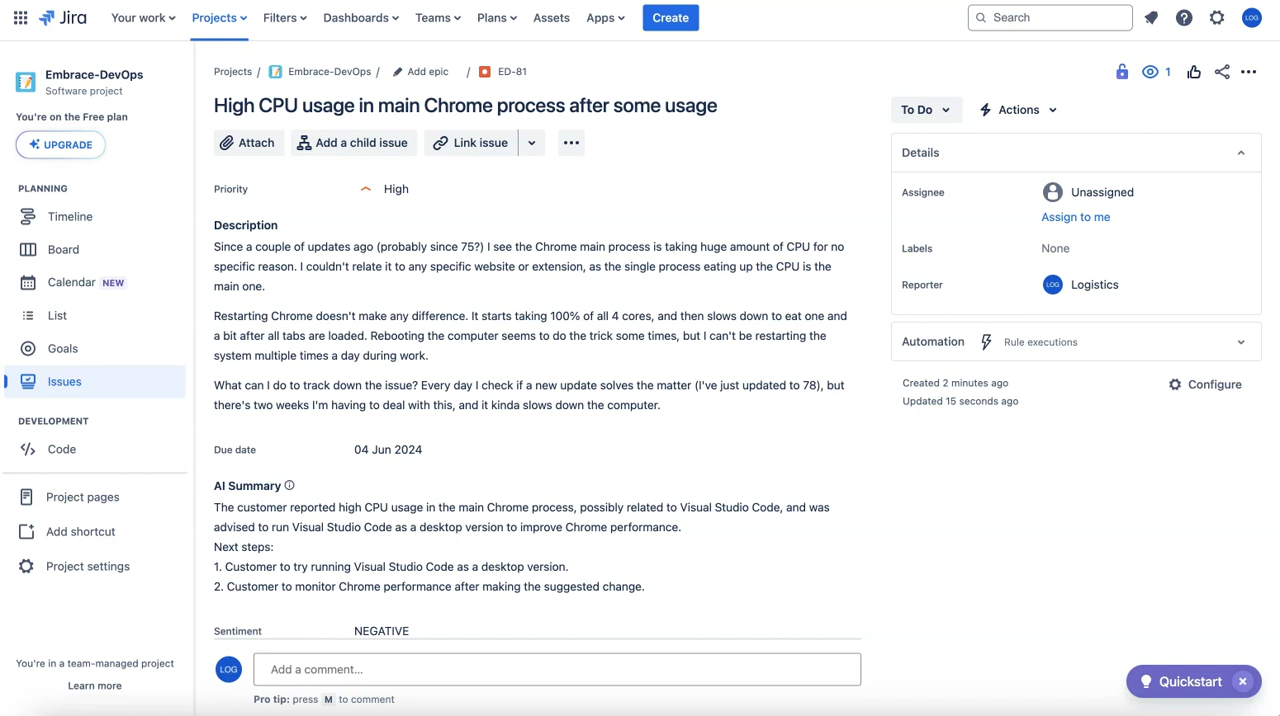 Jira
Your work
Projects
Filters
Dashboards
Teams
Plans
Assets
Apps
Create
Search
LOG
Embrace-DevOps
Software project
You're on the Free plan
UPGRADE
PLANNING
Timeline
Board
Calendar NEW
List
Goals
Issues
DEVELOPMENT
Code
Project pages
Add shortcut
Project settings
You're in a team-managed project
Learn more
Projects / Embrace-DevOps / Add epic / ED-81
1
High CPU usage in main Chrome process after some usage
Attach
Add a child issue
Link issue
Priority High
Description
Since a couple of updates ago (probably since 75?) I see the Chrome main process is taking huge amount of CPU for no
specific reason. I couldn't relate it to any specific website or extension, as the single process eating up the CPU is the
main one.
Restarting Chrome doesn't make any difference. It starts taking 100% of all 4 cores, and then slows down to eat one and
a bit after all tabs are loaded. Rebooting the computer seems to do the trick some times, but I can't be restarting the
system multiple times a day during work.
What can I do to track down the issue? Every day I check if a new update solves the matter (I've just updated to 78), but
there's two weeks I'm having to deal with this, and it kinda slows down the computer.
Due date 04 Jun 2024
AI Summary
The customer reported high CPU usage in the main Chrome process, possibly related to Visual Studio Code, and was
advised to run Visual Studio Code as a desktop version to improve Chrome performance.
Next steps:
1. Customer to try running Visual Studio Code as a desktop version.
2. Customer to monitor Chrome performance after making the suggested change.
Sentiment NEGATIVE
LOG
Add a comment...
Pro tip: press M to comment
To Do
Actions
Details
Assignee Unassigned
Assign to me
Labels None
Reporter LOG Logistics
Automation Rule executions
Created 2 minutes ago
Updated 15 seconds ago
Configure
Quickstart